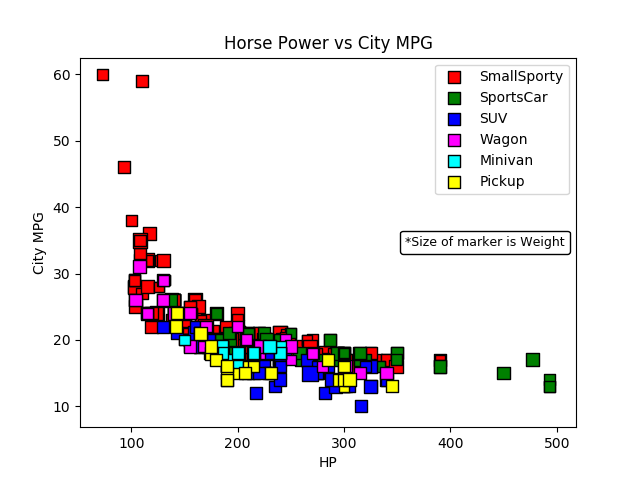 Horse Power vs City MPG
60
50
40
30
20
10
City MPG
100
200
300
400
500
HP
SmallSporty
SportsCar
SUV
Wagon
Minivan
Pickup
*Size of marker is Weight